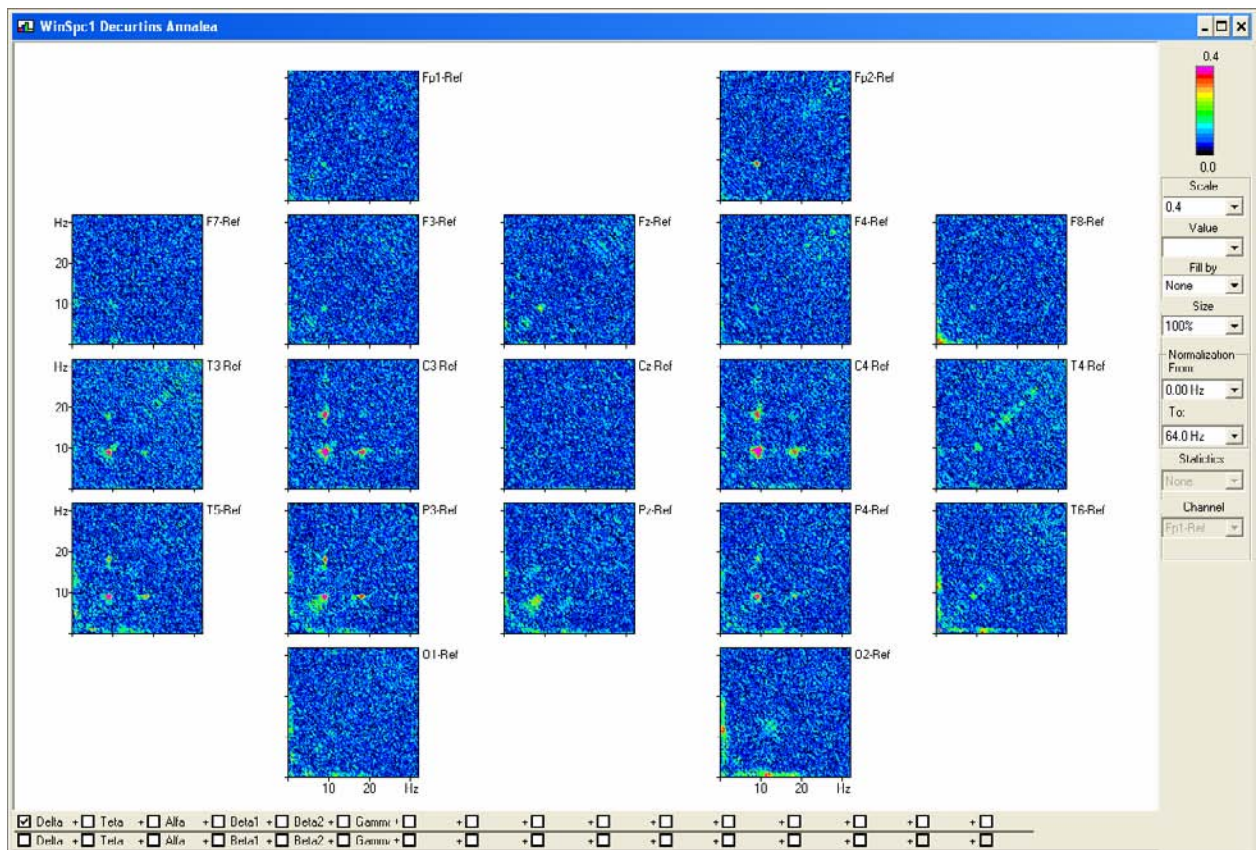 WinSpc1 Decurtins Annalea
Fp1-Ref Fp2-Ref 0.4
0.0
Scale
0.4
Value
Fill by
None
Size
100%
Normalization
From:
0.00 Hz
To:
64.0 Hz
Statistics
None
Channel
Fp1-Ref
Hz F7-Ref F3-Ref Fz-Ref F4-Ref F8-Ref
20
10
Hz T3-Ref C3-Ref Cz-Ref C4-Ref T4-Ref
20
10
Hz T5-Ref P3-Ref Pz-Ref P4-Ref T6-Ref
20
10
O1-Ref O2-Ref
10 20 Hz 10 20 Hz
Delta + Teta + Alfa + Beta1 + Beta2 + Gamma + + + + + + + + + +
Delta + Teta + Alfa + Beta1 + Beta2 + Gamma + + + + + + + + + +